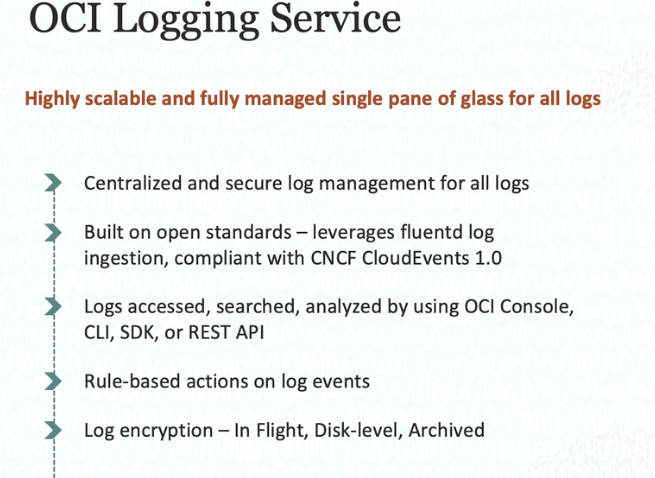 OCI Logging Service
Highly scalable and fully managed single pane of glass for all logs
Centralized and secure log management for all logs
Built on open standards – leverages fluentd log
ingestion, compliant with CNCF CloudEvents 1.0
Logs accessed, searched, analyzed by using OCI Console,
CLI, SDK, or REST API
Rule-based actions on log events
Log encryption – In Flight, Disk-level, Archived